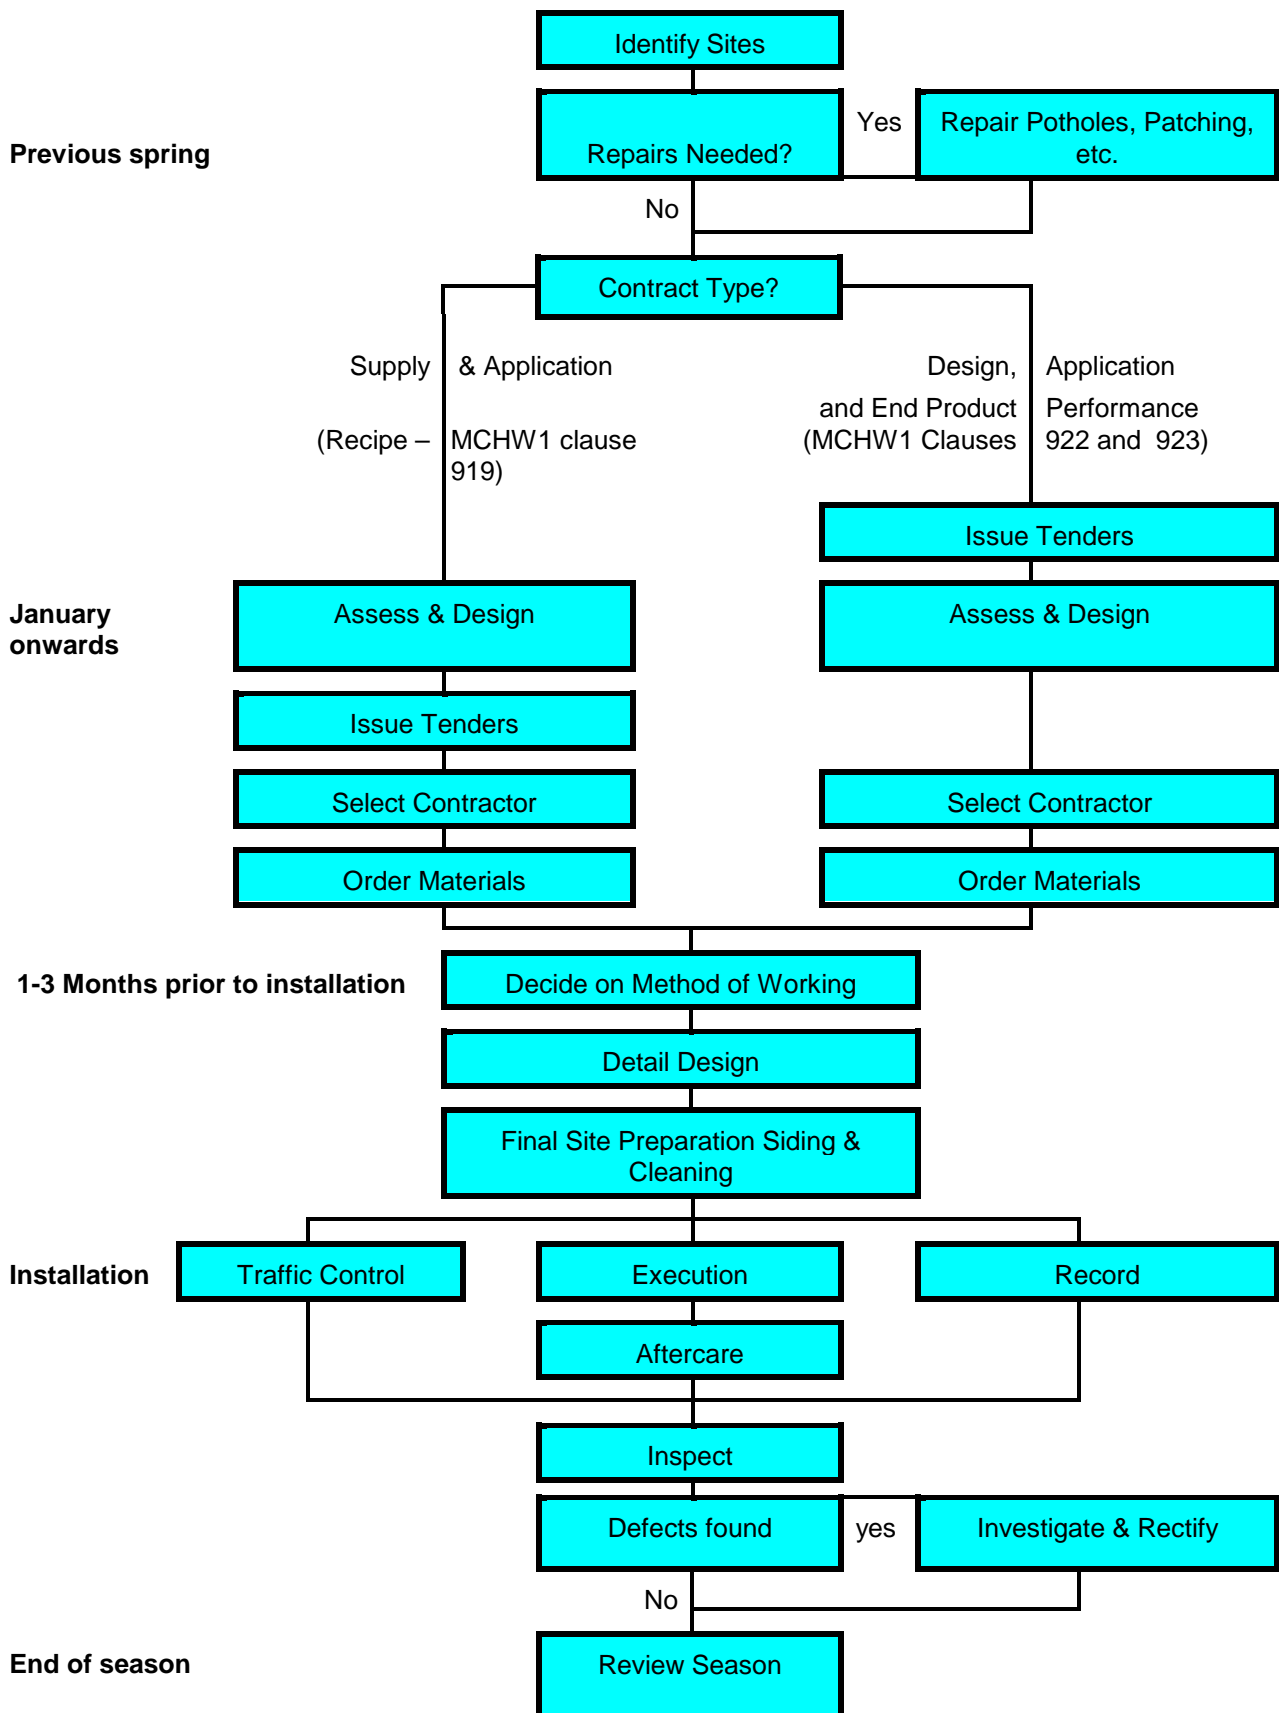 Identify Sites
Previous spring
Repairs Needed?
Yes
Repair Potholes, Patching,
etc.
No
Contract Type?
Supply & Application
(Recipe – MCHW1 clause
919)
Design, Application
and End Product Performance
(MCHW1 Clauses 922 and 923)
Issue Tenders
January
onwards
Assess & Design
Assess & Design
Issue Tenders
Select Contractor
Select Contractor
Order Materials
Order Materials
1-3 Months prior to installation
Decide on Method of Working
Detail Design
Final Site Preparation Siding &
Cleaning
Installation
Traffic Control
Execution
Record
Aftercare
Inspect
Defects found
yes
Investigate & Rectify
No
End of season
Review Season